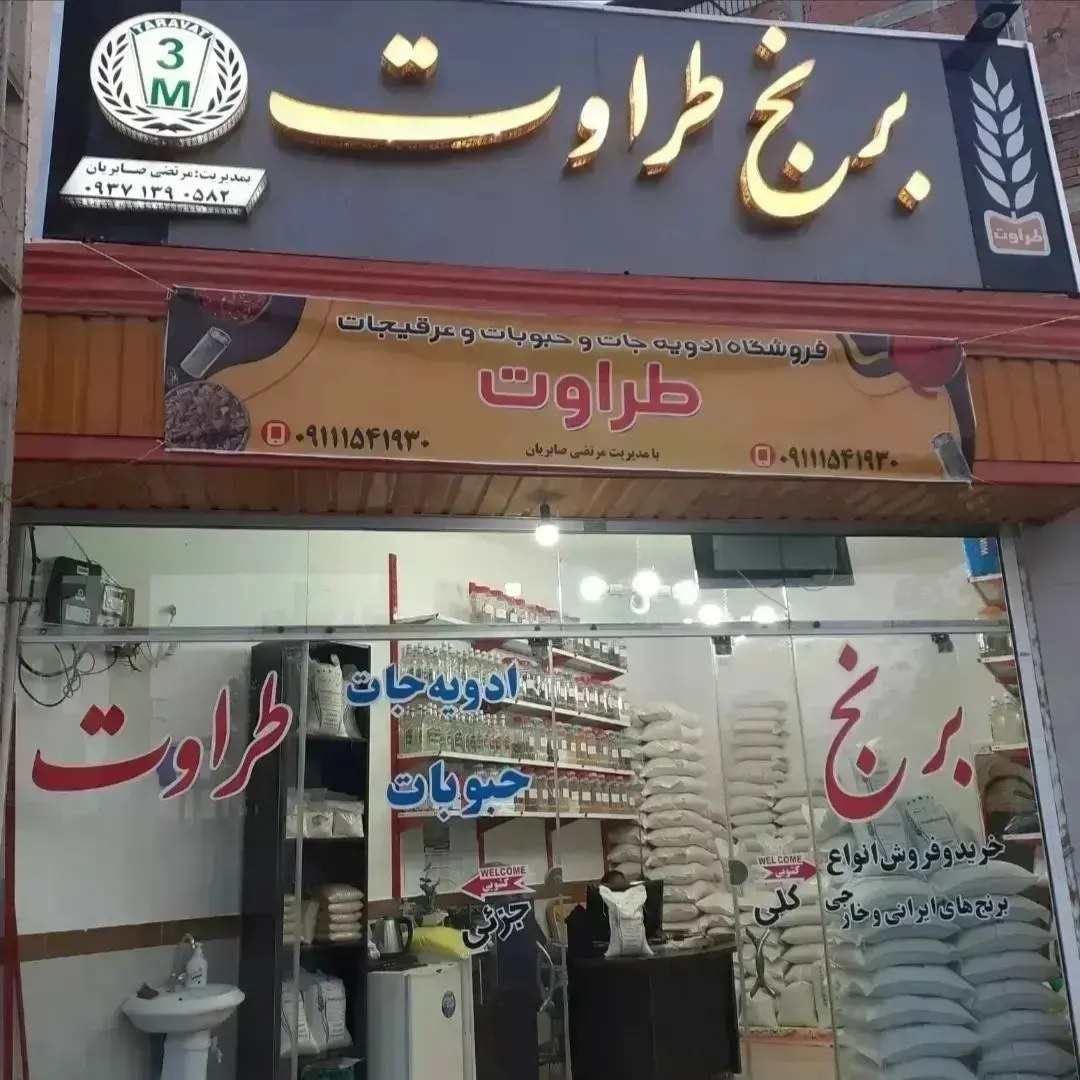 TARAVAT
3
M
برنج طراوت
بمدیریت: مرتضی صابریان
۰۹۳۷ ۱۳۹ ۰۵۸۲
طراوت
فروشگاه ادویه جات و حبوبات و عرقیجات
طراوت
با مدیریت مرتضی صابریان
۰۹۱۱۱۵۴۱۹۳۰
۰۹۱۱۱۵۴۱۹۳۰
برنج
طراوت
ادویه جات
حبوبات
خرید و فروش انواع
برنج های ایرانی و خارجی
WELCOME
کشویی
کلی
WELCOME
کشویی
جزئی